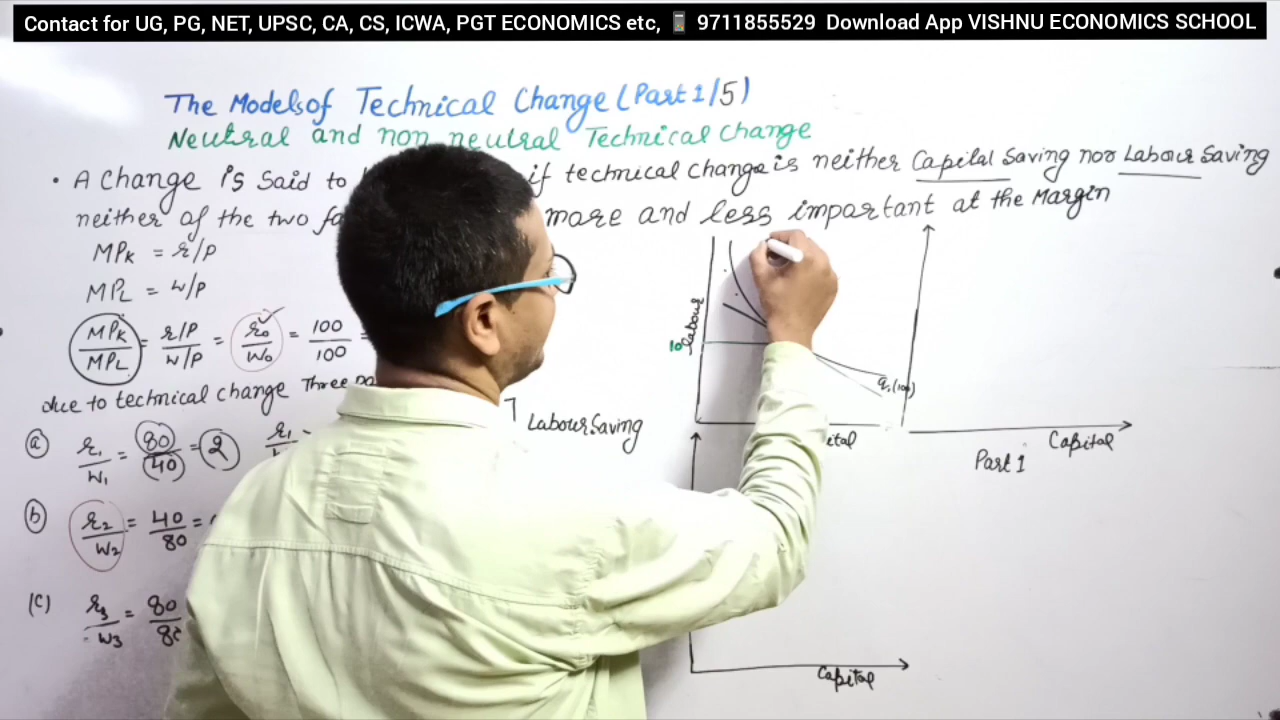 Contact for UG, PG, NET, UPSC, CA, CS, ICWA, PGT ECONOMICS etc, 📱 9711855529 Download App VISHNU ECONOMICS SCHOOL
The Models of Technical Change (Part 1/5)
Neutral and non neutral Technical Change
• A Change is Said to if technical change is neither Capital Saving nor Labour Saving
neither of the two more and less important at the Margin
MPK = r/p
MPL = w/p
MPK/MPL = r/p/w/p = r0/w0 = 100/100 =
due to technical change Three
(a) r1/w1 = 80/40 = 2 r1
Labour Saving
(b) r2/w2 = 40/80 =
(c) r3/w3 = 80
Labour
10
q1(100)
ital
Capital
Part 1
Capital